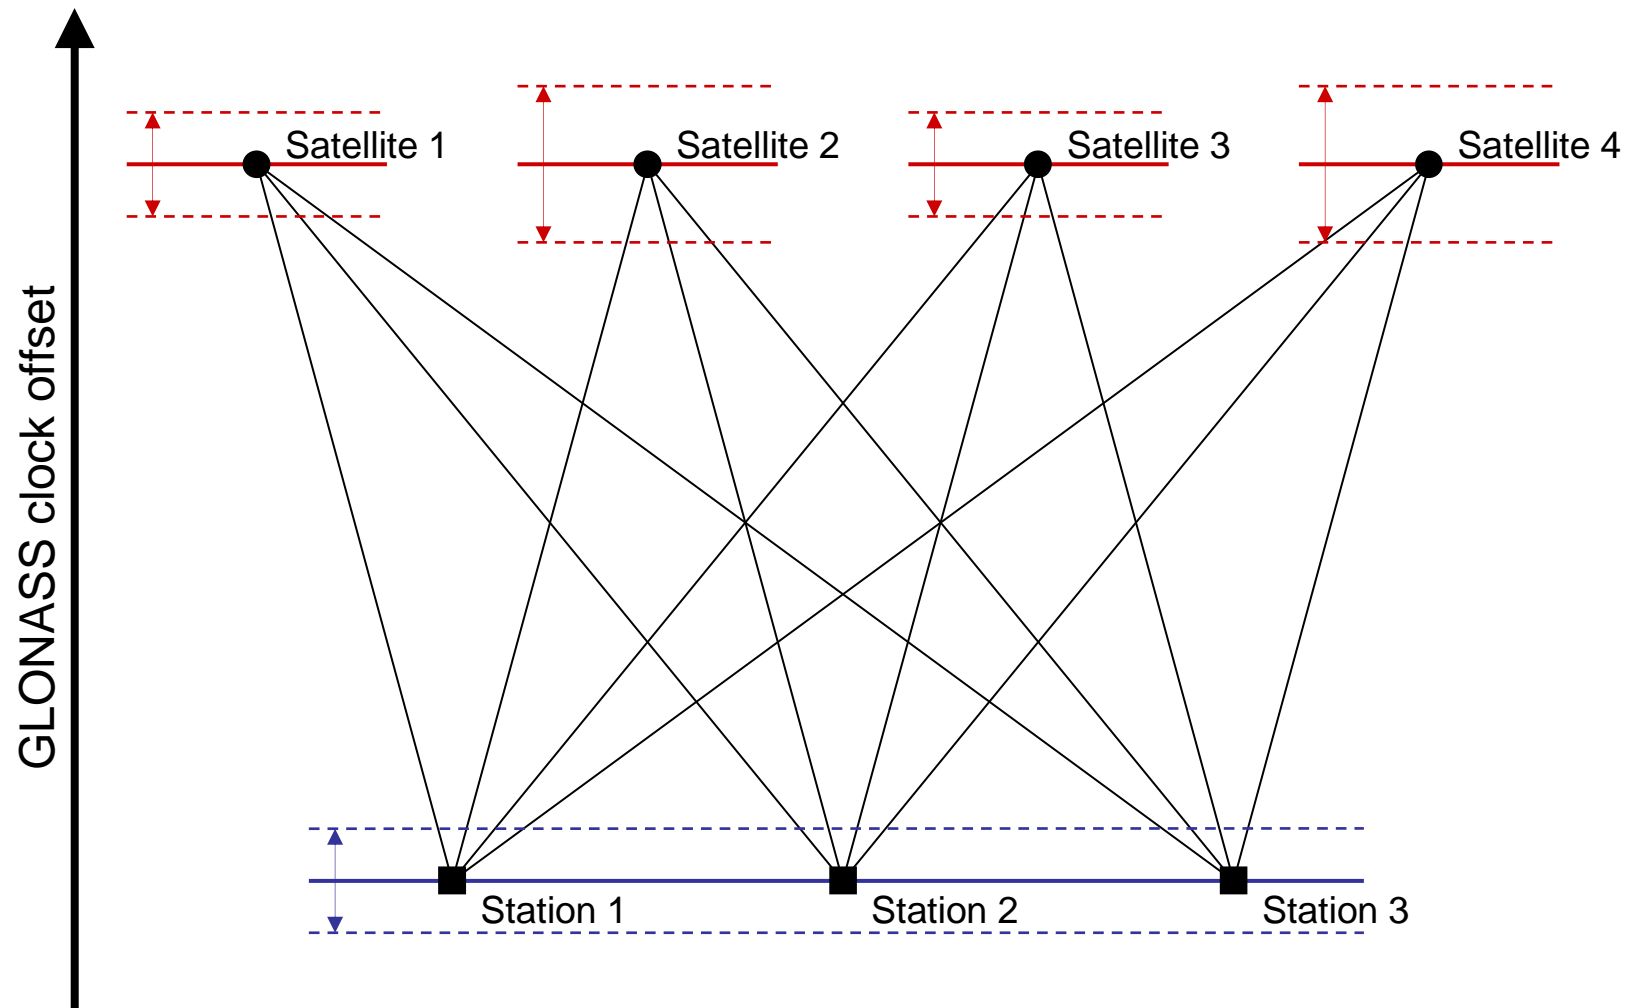 Satellite 1
Satellite 2
Satellite 3
Satellite 4
GLONASS clock offset
Station 1
Station 2
Station 3